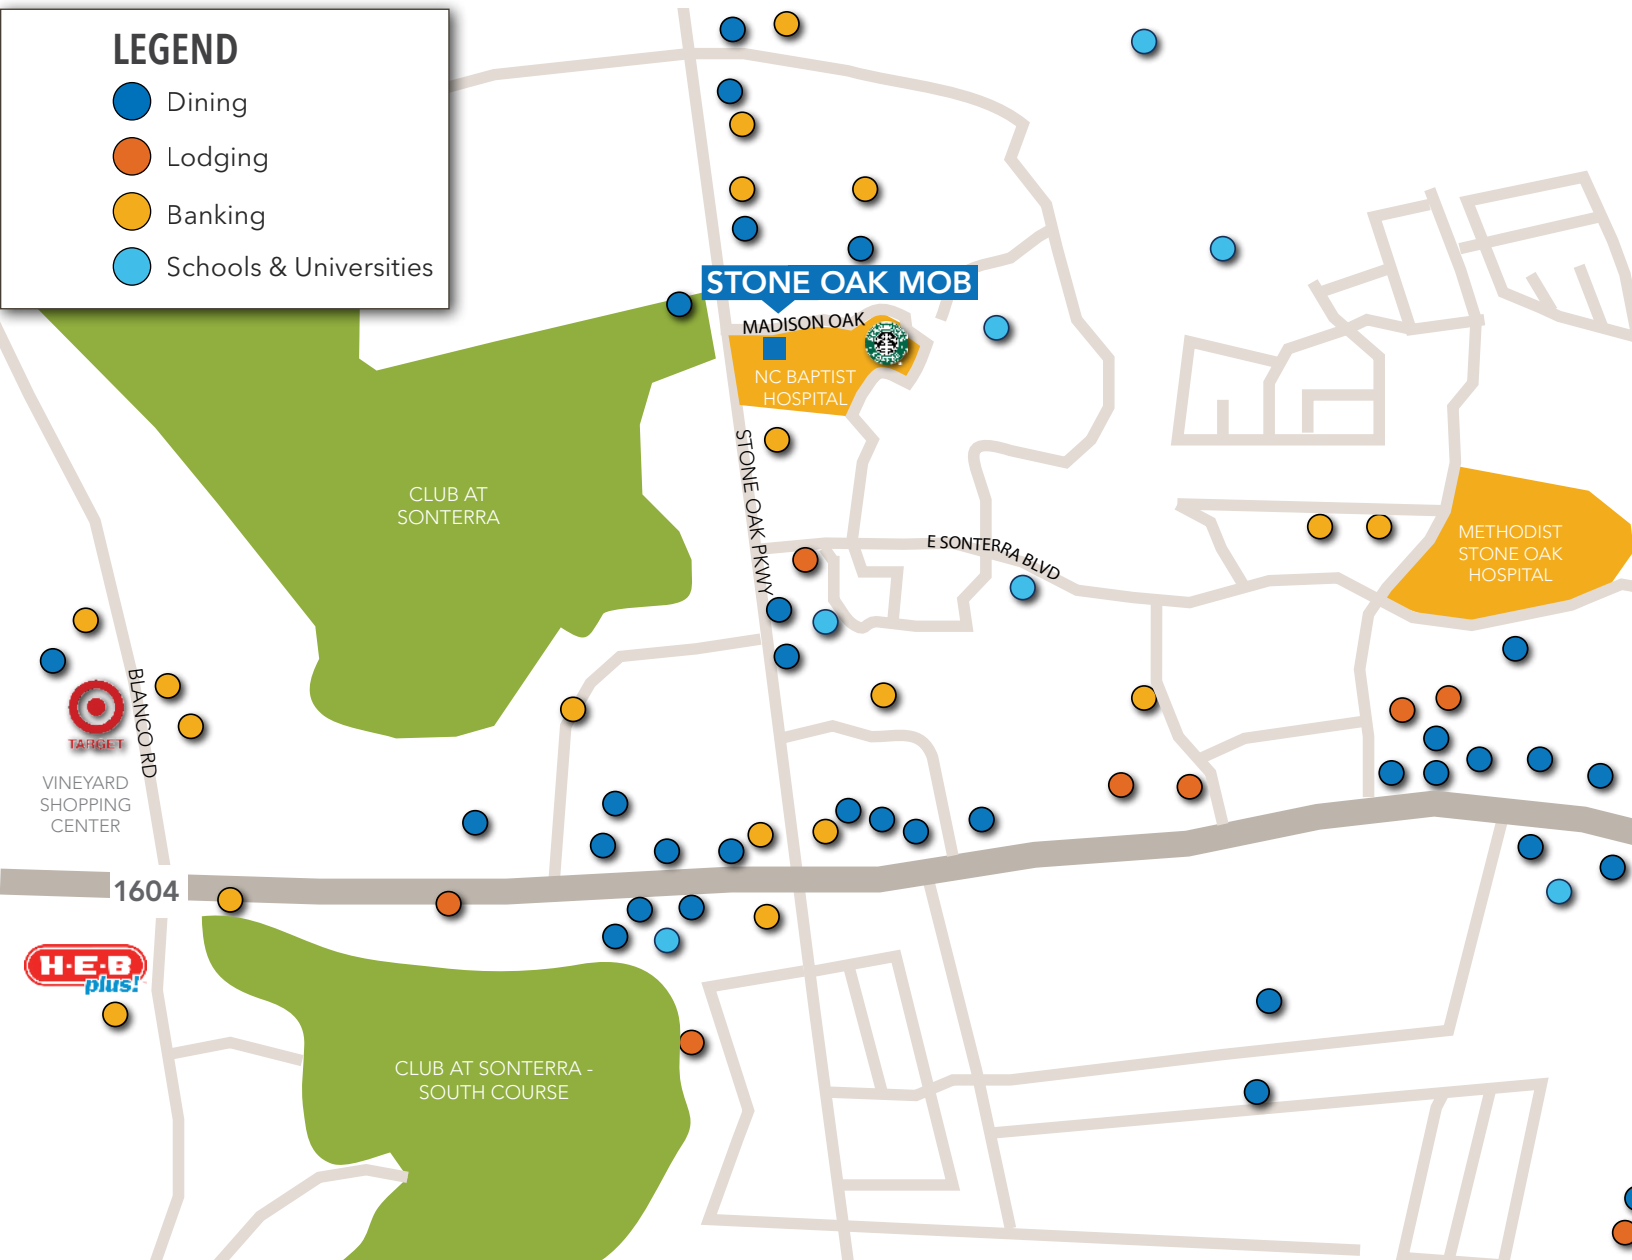 LEGEND
Dining
Lodging
Banking
Schools & Universities
STONE OAK MOB
MADISON OAK
NC BAPTIST
HOSPITAL
STONE OAK PKWY
CLUB AT
SONTERRA
E SONTERRA BLVD
METHODIST
STONE OAK
HOSPITAL
BLANCO RD
TARGET
VINEYARD
SHOPPING
CENTER
1604
H-E-B
plus!
CLUB AT SONTERRA -
SOUTH COURSE